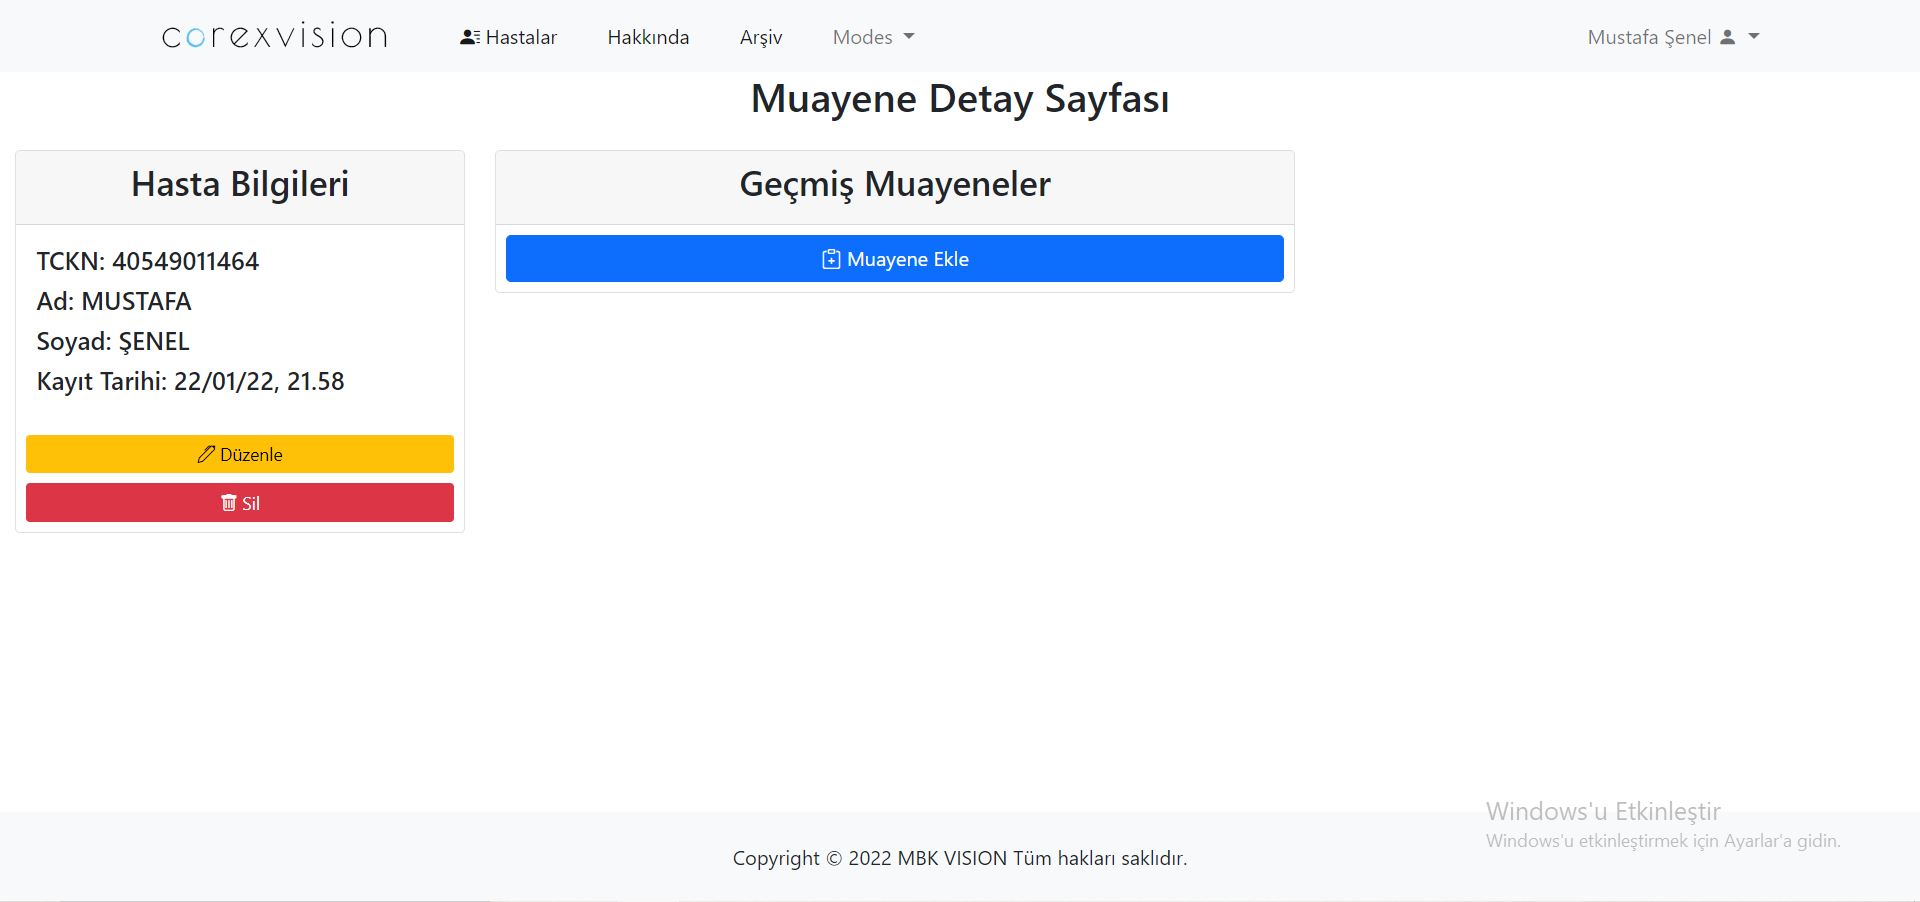 corexvision
Hastalar
Hakkında
Arşiv
Modes
Mustafa Şenel
Muayene Detay Sayfası
Hasta Bilgileri
TCKN: 40549011464
Ad: MUSTAFA
Soyad: ŞENEL
Kayıt Tarihi: 22/01/22, 21.58
Düzenle
Sil
Geçmiş Muayeneler
Muayene Ekle
Windows'u Etkinleştir
Windows'u etkinleştirmek için Ayarlar'a gidin.
Copyright © 2022 MBK VISION Tüm hakları saklıdır.